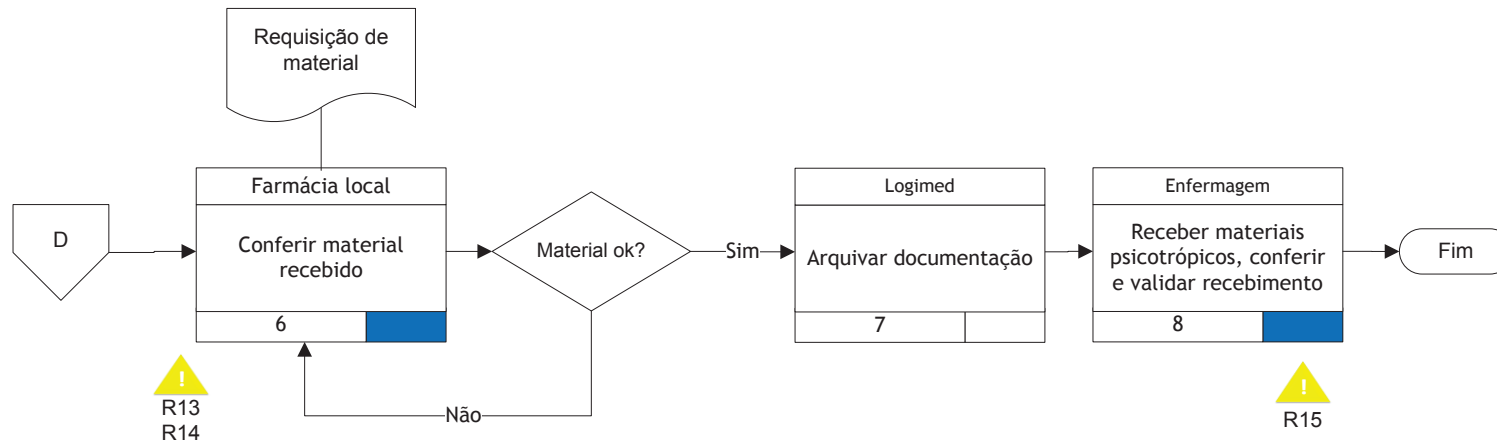 Requisição de
material
D
Farmácia local
Conferir material
recebido
6
!
R13
R14
Material ok?
Não
Sim
Logimed
Arquivar documentação
7
Enfermagem
Receber materiais
psicotrópicos, conferir
e validar recebimento
8
!
R15
Fim